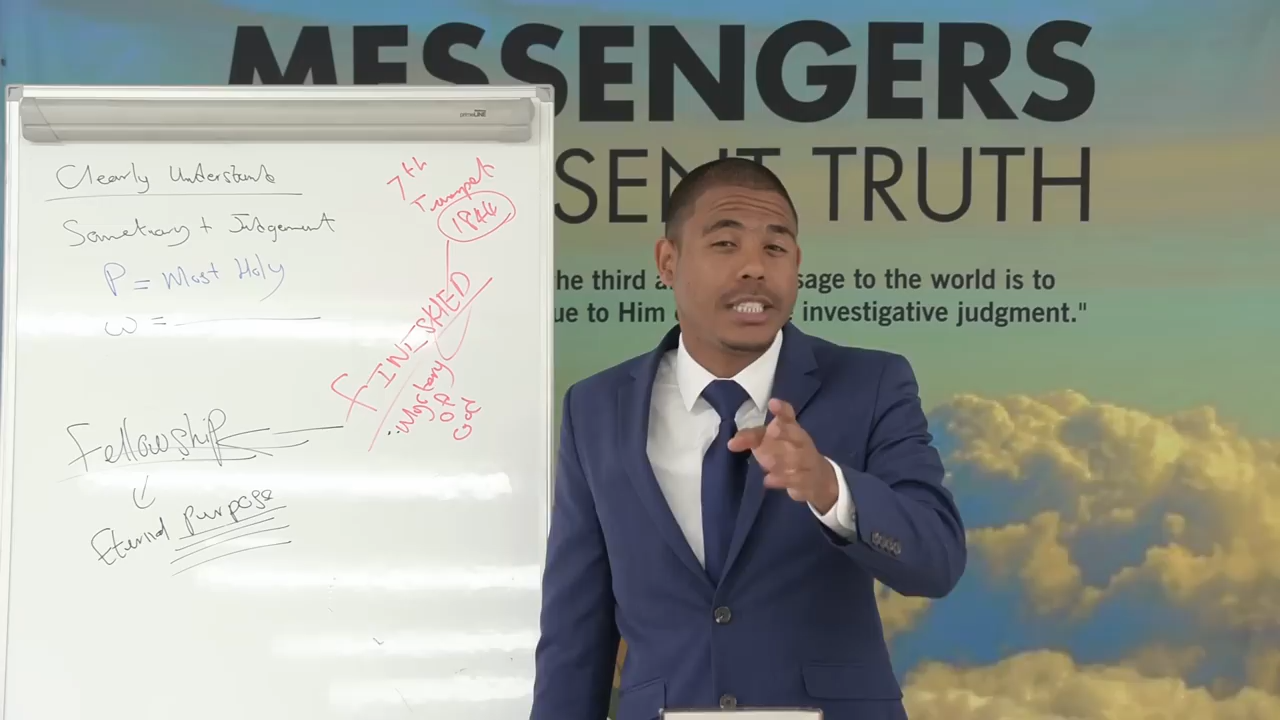 MESSENGERS
SENT TRUTH
he third a sage to the world is to
ue to Him investigative judgment."
Clearly Understand
Sanctuary + Judgement
P = Most Holy
W =
7th
Trumpet
1844
FINISHED
Mystery
of
God
Fellowship
Eternal Purpose